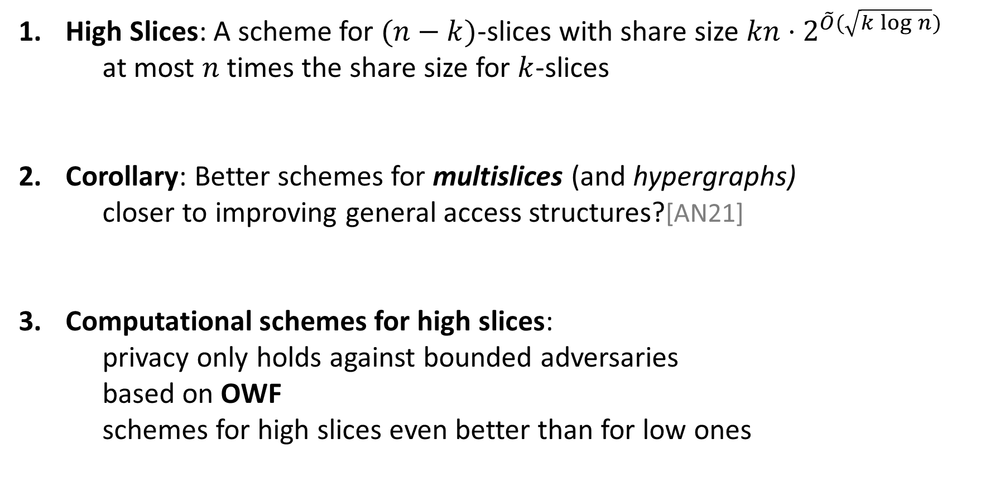 1. High Slices: A scheme for (n − k)-slices with share size kn · 2^Õ(√(k log n))
at most n times the share size for k-slices
2. Corollary: Better schemes for multislices (and hypergraphs)
closer to improving general access structures?[AN21]
3. Computational schemes for high slices:
privacy only holds against bounded adversaries
based on OWF
schemes for high slices even better than for low ones